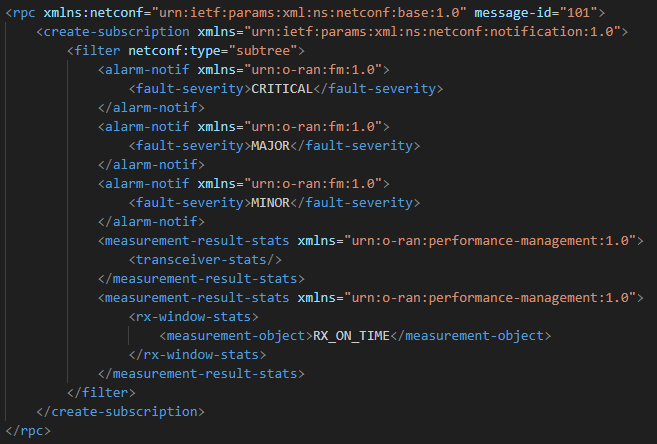 <rpc xmlns:netconf="urn:ietf:params:xml:ns:netconf:base:1.0" message-id="101">
    <create-subscription xmlns="urn:ietf:params:xml:ns:netconf:notification:1.0">
        <filter netconf:type="subtree">
            <alarm-notif xmlns="urn:o-ran:fm:1.0">
                <fault-severity>CRITICAL</fault-severity>
            </alarm-notif>
            <alarm-notif xmlns="urn:o-ran:fm:1.0">
                <fault-severity>MAJOR</fault-severity>
            </alarm-notif>
            <alarm-notif xmlns="urn:o-ran:fm:1.0">
                <fault-severity>MINOR</fault-severity>
            </alarm-notif>
            <measurement-result-stats xmlns="urn:o-ran:performance-management:1.0">
                <transceiver-stats/>
            </measurement-result-stats>
            <measurement-result-stats xmlns="urn:o-ran:performance-management:1.0">
                <rx-window-stats>
                    <measurement-object>RX_ON_TIME</measurement-object>
                </rx-window-stats>
            </measurement-result-stats>
        </filter>
    </create-subscription>
</rpc>